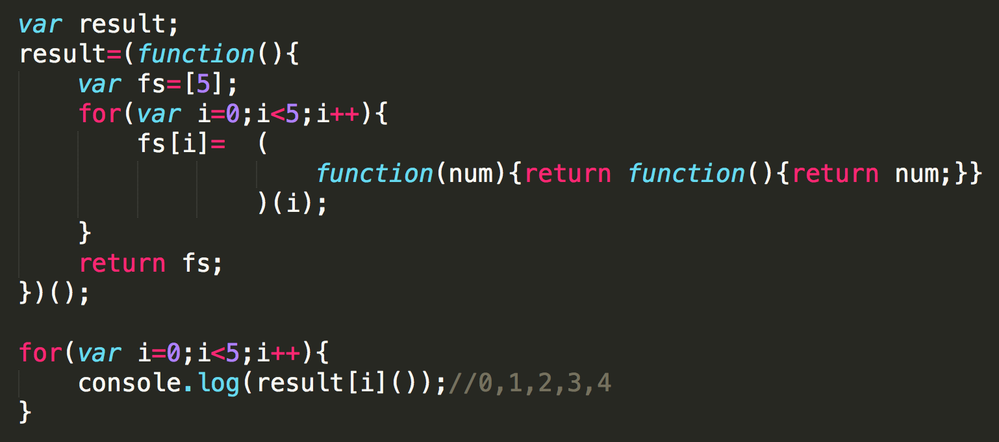 var result;
result=(function(){
    var fs=[5];
    for(var i=0;i<5;i++){
        fs[i]=  (
                    function(num){return function(){return num;}}
                )(i);
    }
    return fs;
})();

for(var i=0;i<5;i++){
    console.log(result[i]());//0,1,2,3,4
}